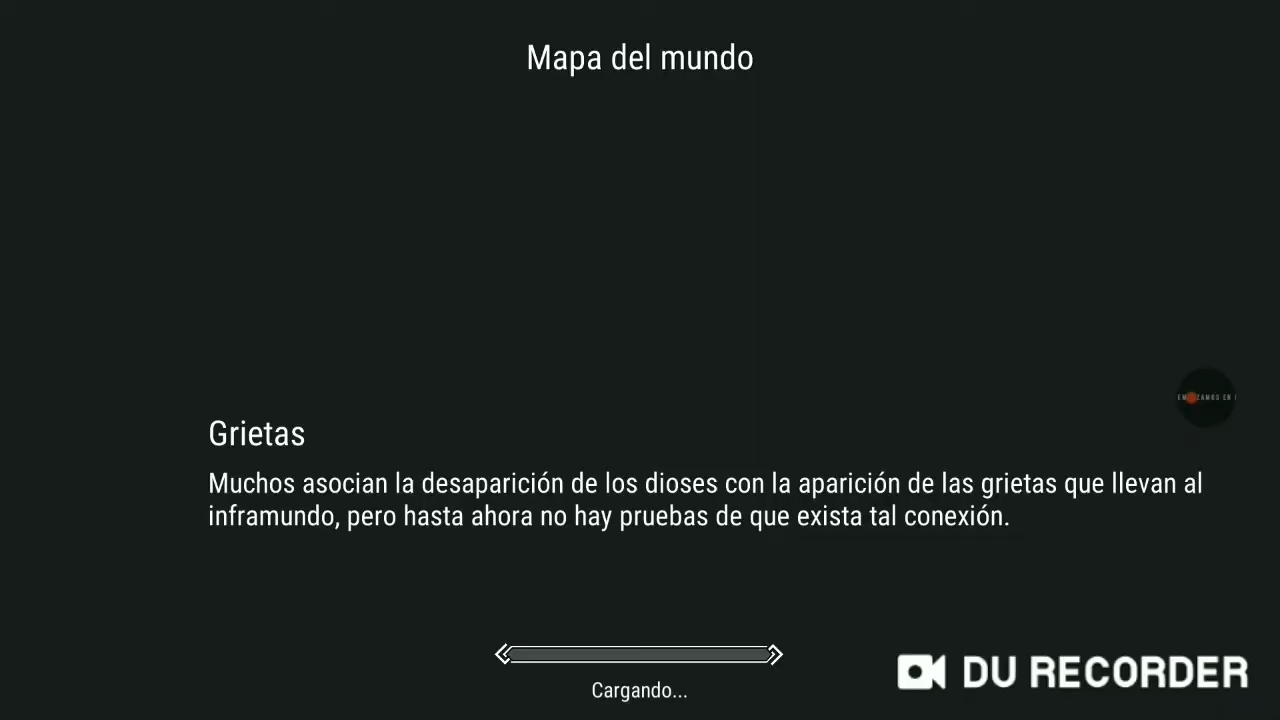 Mapa del mundo
Grietas
Muchos asocian la desaparición de los dioses con la aparición de las grietas que llevan al
inframundo, pero hasta ahora no hay pruebas de que exista tal conexión.
Cargando...
DU RECORDER